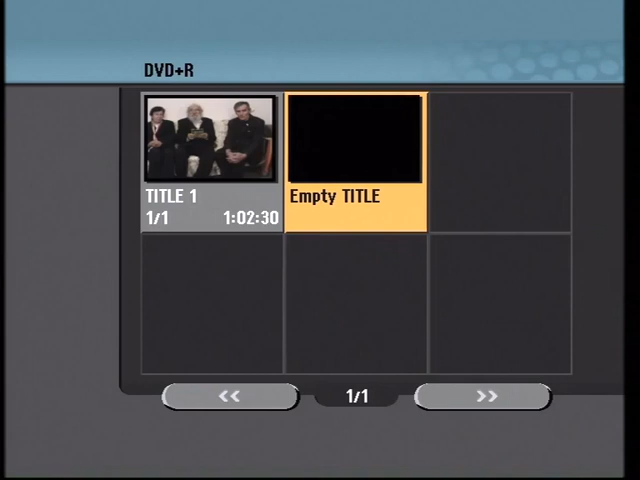 DVD+R
TITLE 1
1/1 1:02:30
Empty TITLE
<< 1/1 >>